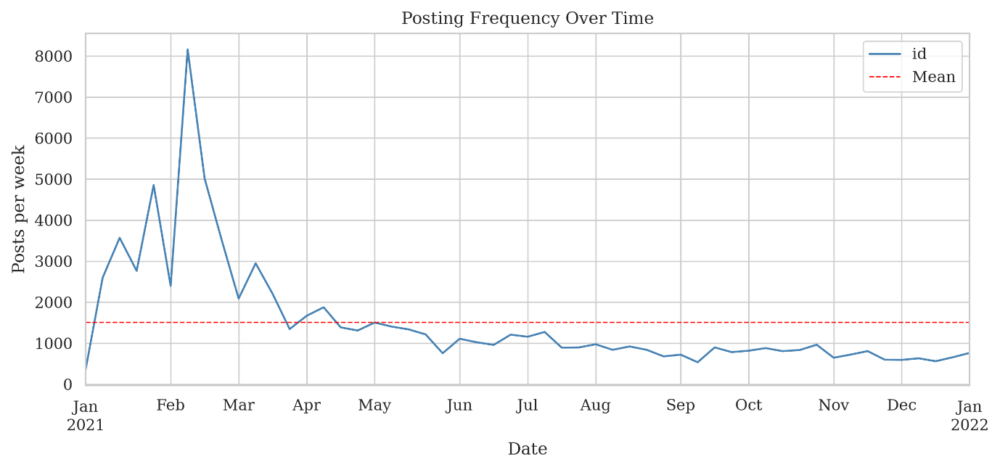 Posting Frequency Over Time
id
Mean
Posts per week
8000
7000
6000
5000
4000
3000
2000
1000
0
Jan Feb Mar Apr May Jun Jul Aug Sep Oct Nov Dec Jan
2021 2022
Date